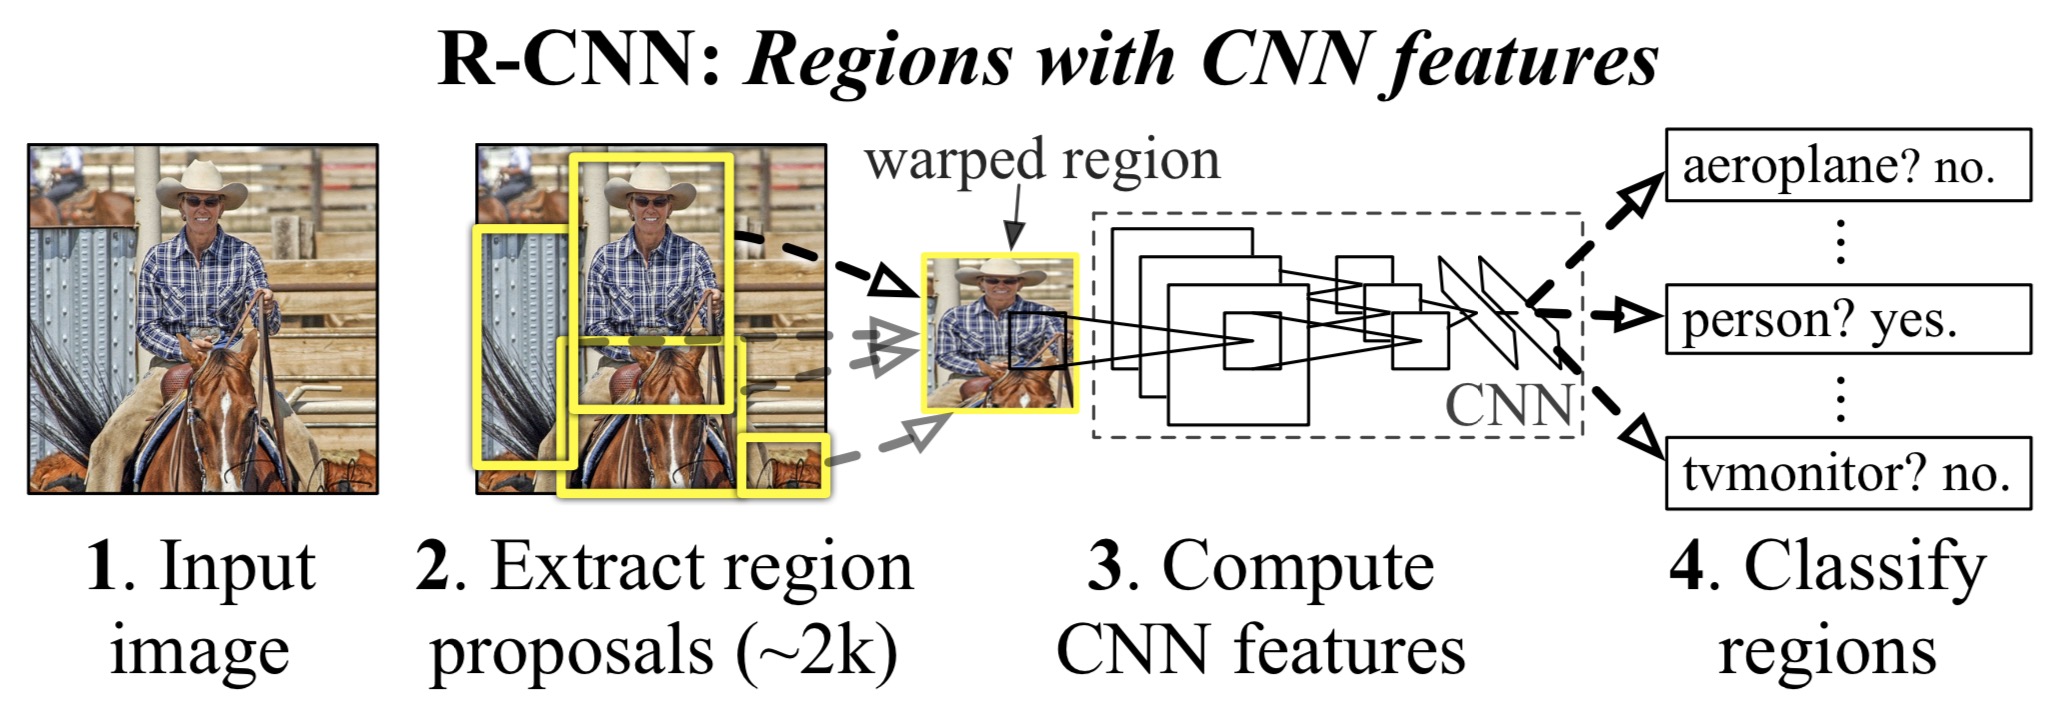 R-CNN: Regions with CNN features
warped region
aeroplane? no.
person? yes.
tvmonitor? no.
CNN
1. Input
image
2. Extract region
proposals (~2k)
3. Compute
CNN features
4. Classify
regions